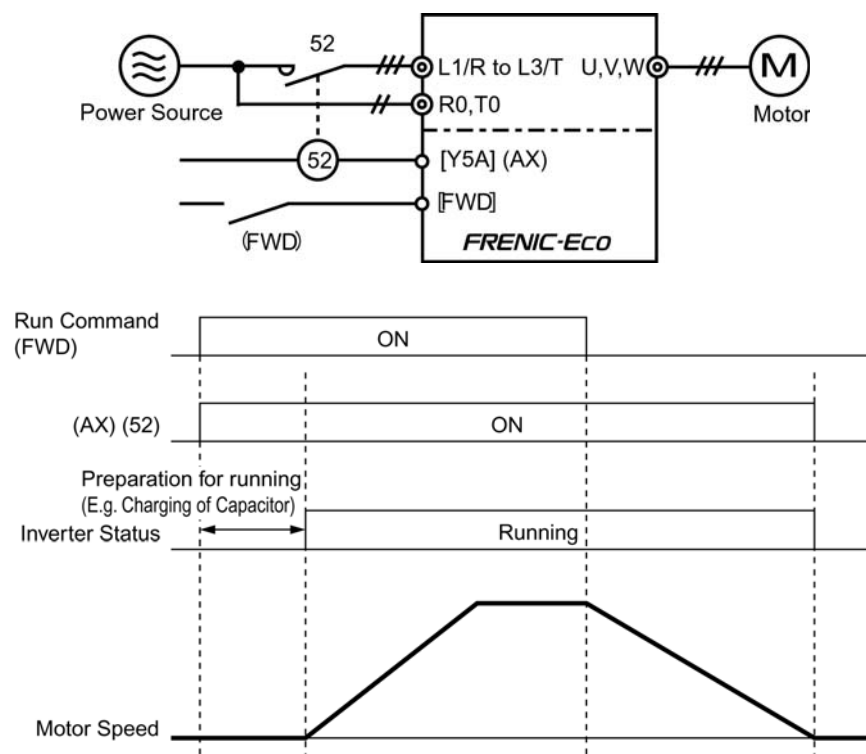 52
L1/R to L3/T U,V,W
M
Power Source
R0,T0
Motor
52
[Y5A] (AX)
[FWD]
(FWD)
FRENIC-Eco
Run Command
(FWD)
ON
(AX) (52)
ON
Preparation for running
(E.g. Charging of Capacitor)
Inverter Status
Running
Motor Speed